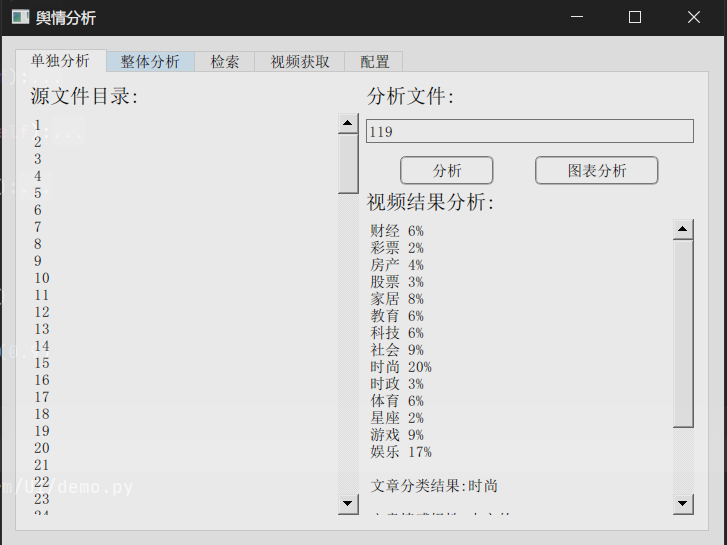 舆情分析
单独分析 整体分析 检索 视频获取 配置
源文件目录:
1
2
3
4
5
6
7
8
9
10
11
12
13
14
15
16
17
18
19
20
21
22
23
24
分析文件:
119
分析 图表分析
视频结果分析:
财经 6%
彩票 2%
房产 4%
股票 3%
家居 8%
教育 6%
科技 6%
社会 9%
时尚 20%
时政 3%
体育 6%
星座 2%
游戏 9%
娱乐 17%
文章分类结果:时尚
/demo.py